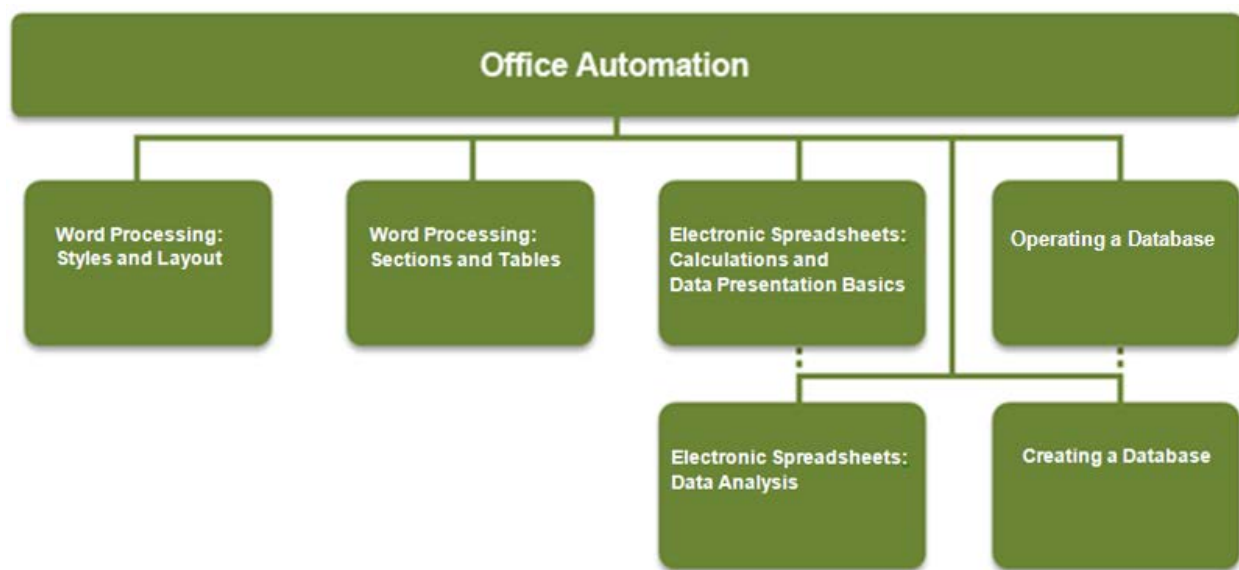 Office Automation
Word Processing:
Styles and Layout
Word Processing:
Sections and Tables
Electronic Spreadsheets:
Calculations and
Data Presentation Basics
Operating a Database
Electronic Spreadsheets:
Data Analysis
Creating a Database